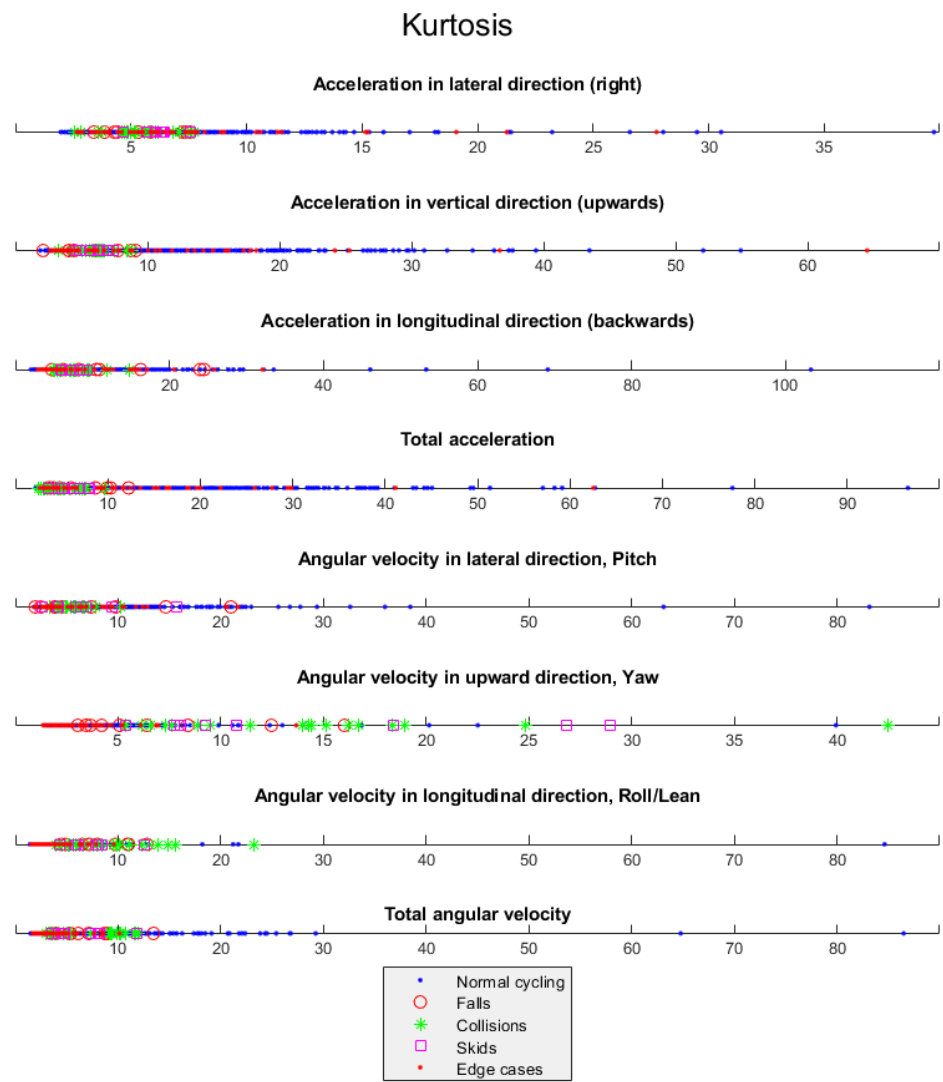 Kurtosis
Acceleration in lateral direction (right)
5 10 15 20 25 30 35
Acceleration in vertical direction (upwards)
10 20 30 40 50 60
Acceleration in longitudinal direction (backwards)
20 40 60 80 100
Total acceleration
10 20 30 40 50 60 70 80 90
Angular velocity in lateral direction, Pitch
10 20 30 40 50 60 70 80
Angular velocity in upward direction, Yaw
5 10 15 20 25 30 35 40
Angular velocity in longitudinal direction, Roll/Lean
10 20 30 40 50 60 70 80
Total angular velocity
10 20 30 40 50 60 70 80
Normal cycling
Falls
Collisions
Skids
Edge cases